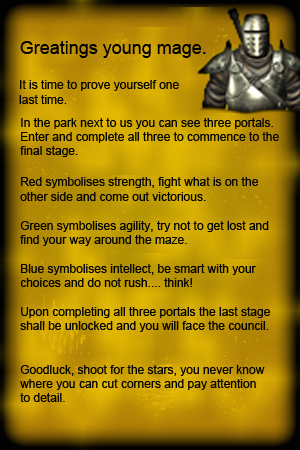 Greatings young mage.
It is time to prove yourself one
last time.
In the park next to us you can see three portals.
Enter and complete all three to commence to the
final stage.
Red symbolises strength, fight what is on the
other side and come out victorious.
Green symbolises agility, try not to get lost and
find your way around the maze.
Blue symbolises intellect, be smart with your
choices and do not rush.... think!
Upon completing all three portals the last stage
shall be unlocked and you will face the council.
Goodluck, shoot for the stars, you never know
where you can cut corners and pay attention
to detail.